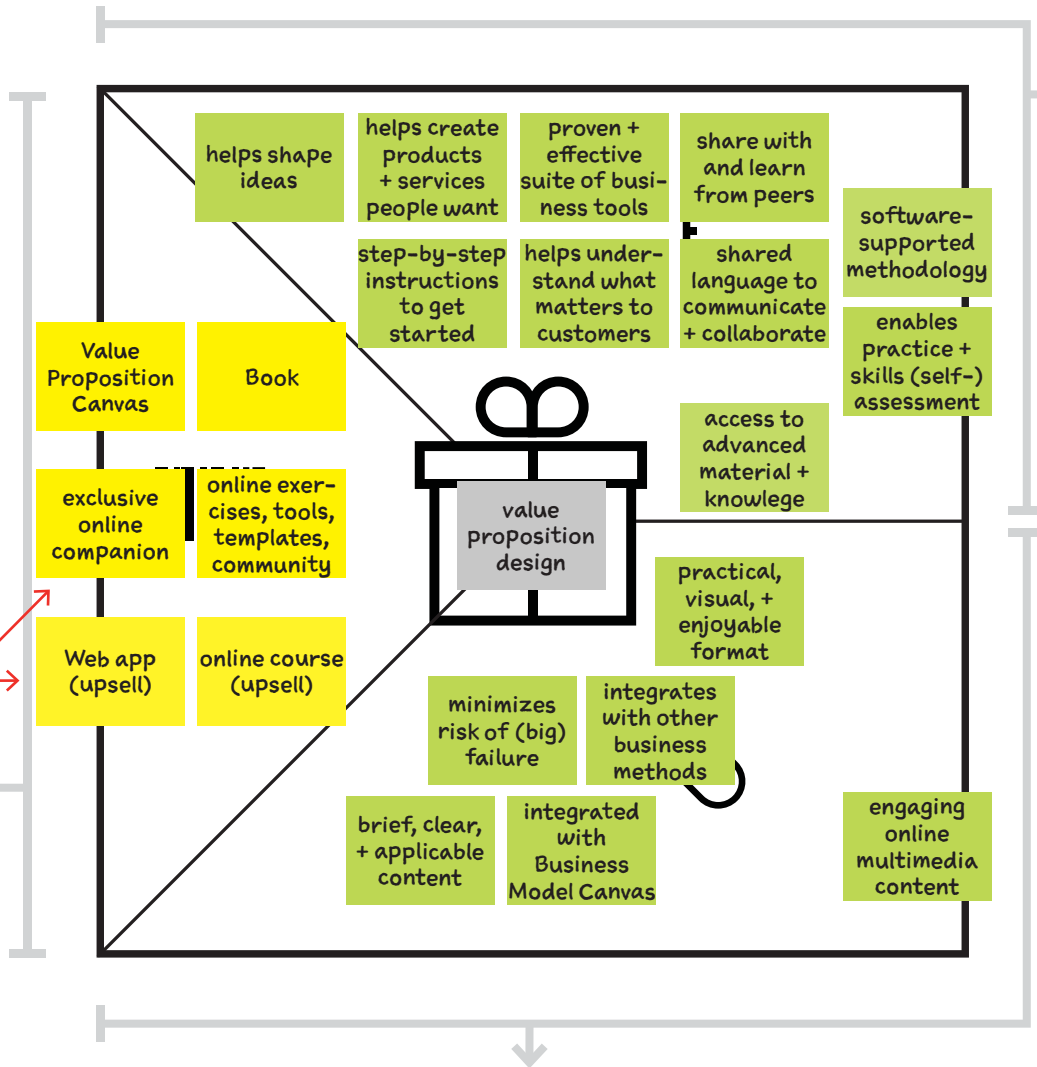 helps shape
ideas
helps create
products
+ services
people want
proven +
effective
suite of busi-
ness tools
share with
and learn
from peers
software-
supported
methodology
step-by-step
instructions
to get
started
helps under-
stand what
matters to
customers
shared
language to
communicate
+ collaborate
enables
practice +
skills (self-)
assessment
access to
advanced
material +
knowlege
Value
Proposition
Canvas
Book
exclusive
online
companion
online exer-
cises, tools,
templates,
community
Web app
(upsell)
online course
(upsell)
value
proposition
design
practical,
visual, +
enjoyable
format
minimizes
risk of (big)
failure
integrates
with other
business
methods
brief, clear,
+ applicable
content
integrated
with
Business
Model Canvas
engaging
online
multimedia
content